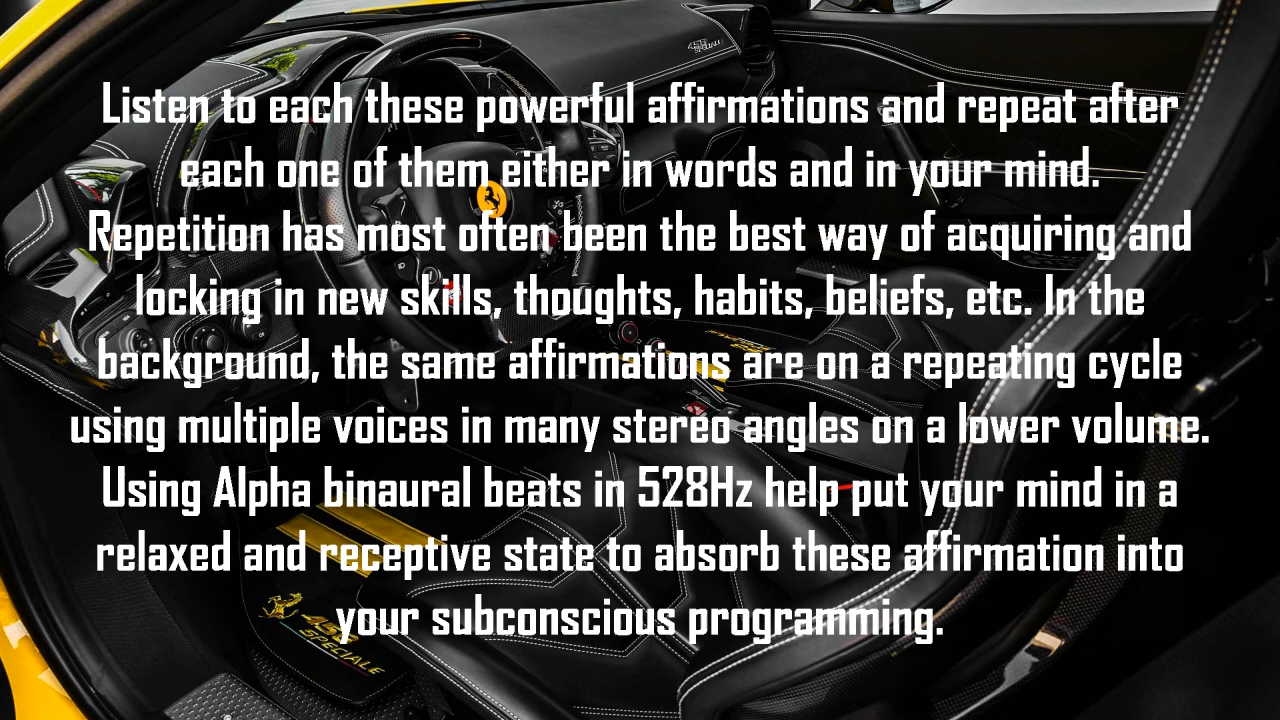 458
SPECIALE
Listen to each these powerful affirmations and repeat after
each one of them either in words and in your mind.
Repetition has most often been the best way of acquiring and
locking in new skills, thoughts, habits, beliefs, etc. In the
background, the same affirmations are on a repeating cycle
using multiple voices in many stereo angles on a lower volume.
Using Alpha binaural beats in 528Hz help put your mind in a
relaxed and receptive state to absorb these affirmation into
your subconscious programming.
458
SPECIALE